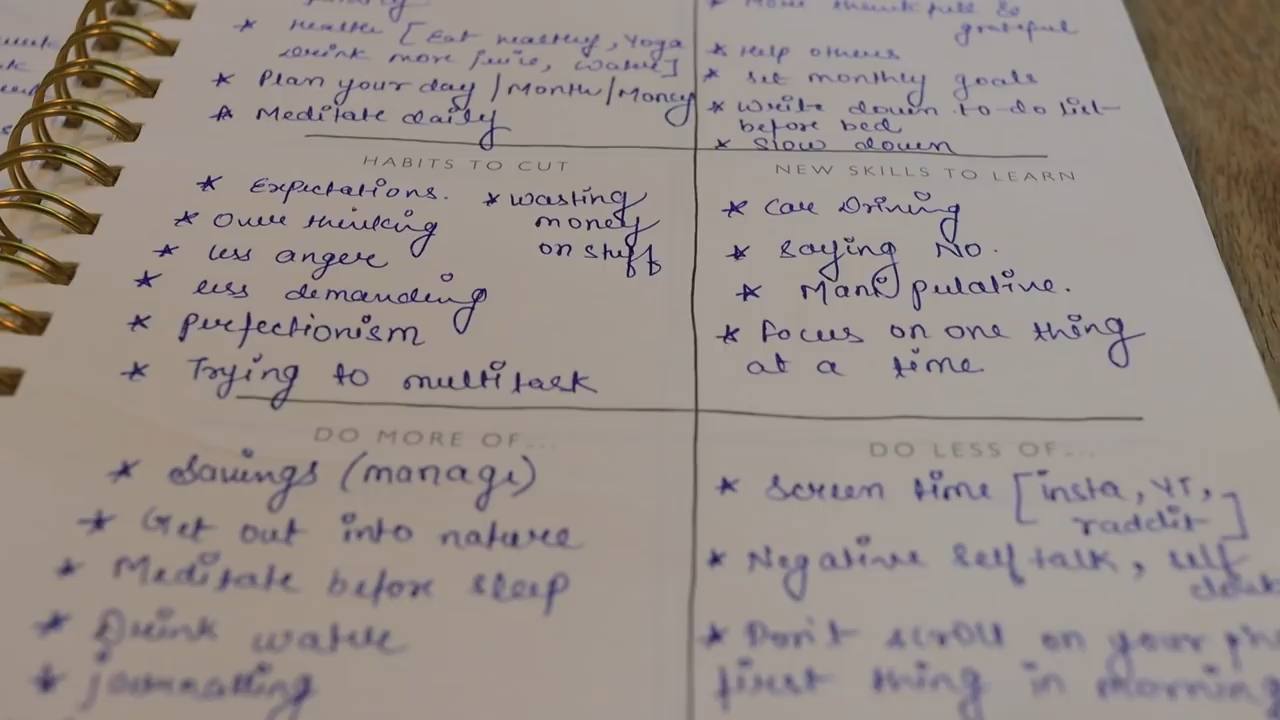 * Health [Eat healthy, Yoga
Drink more juice, water]
* Plan your day / Month / Money
* Meditate daily
grateful
* Help others
* Set monthly goals
* Write down to-do list
before bed
* Slow down
HABITS TO CUT
* Expectations.
* Over thinking
* less anger
* less demanding
* Perfectionism
* Trying to multitask
* wasting
money
on stuff
NEW SKILLS TO LEARN
* Car Driving
* Saying No.
* Manipulative.
* Focus on one thing
at a time
DO MORE OF...
* Savings (manage)
* Get out into nature
* Meditate before sleep
* Drink water
* journalling
DO LESS OF...
* Screen time [insta, YT,
raddit]
* Negative Self talk, self
* Don't scroll on your
first thing in morning